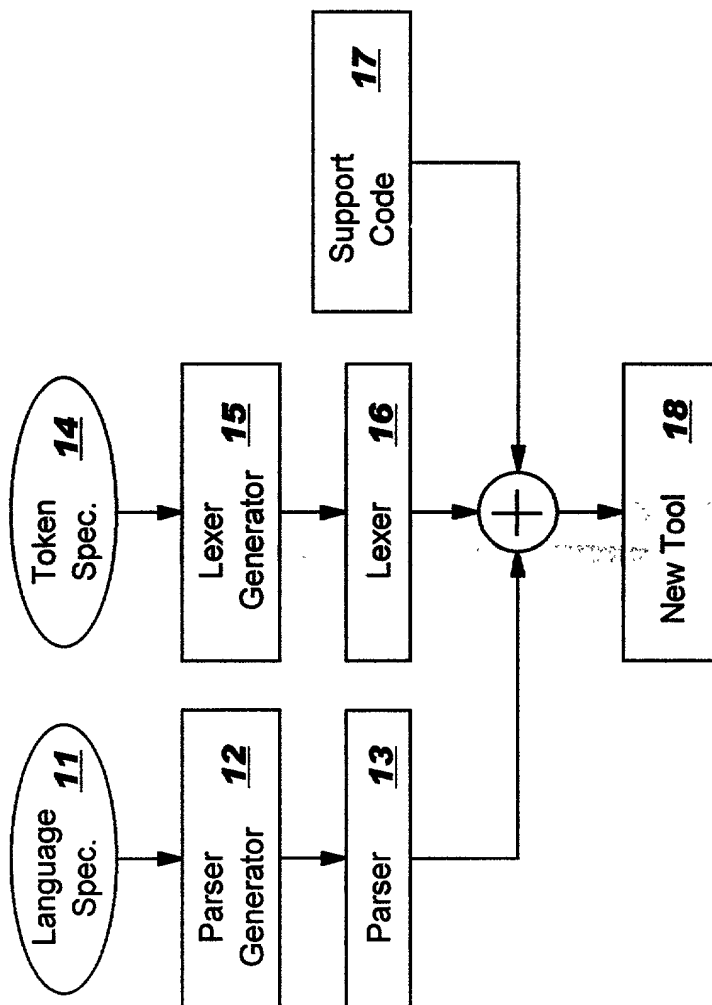 Language
Spec.
11
Parser
Generator
12
Parser
13
Token
Spec.
14
Lexer
Generator
15
Lexer
16
Support
Code
17
New Tool
18